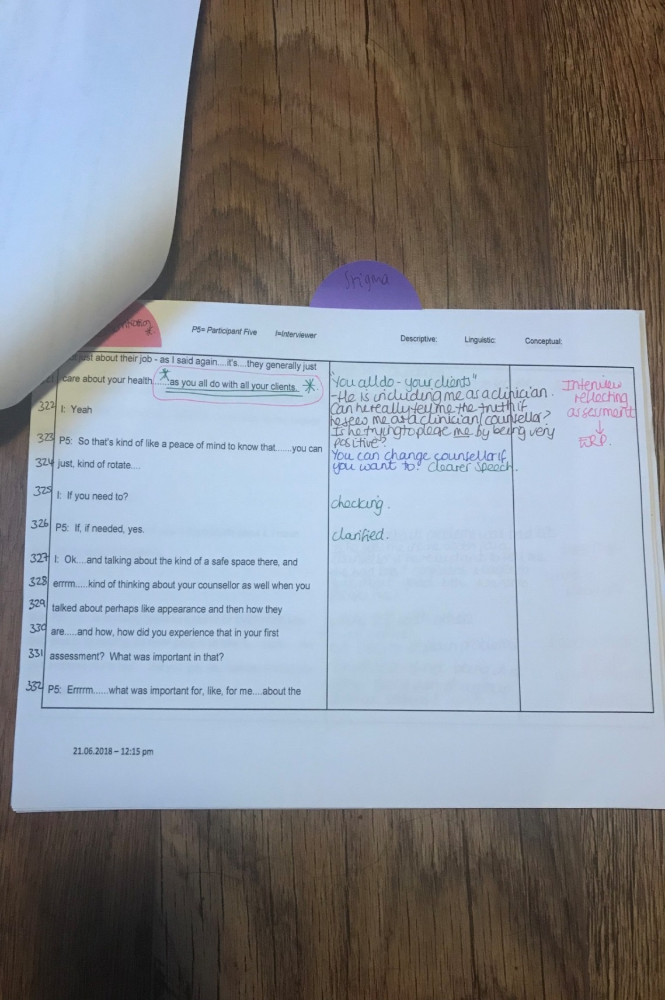 Stigma
P5= Participant Five I=Interviewer
Descriptive: Linguistic: Conceptual:
just about their job - as I said again....it's....they generally just
care about your health.......as you all do with all your clients.
322 I: Yeah
323 P5: So that's kind of like a peace of mind to know that.......you can
324 just, kind of rotate....
325 I: If you need to?
326 P5: If, if needed, yes.
327 I: Ok....and talking about the kind of a safe space there, and
328 errrm.....kind of thinking about your counsellor as well when you
329 talked about perhaps like appearance and then how they
330 are.....and how, how did you experience that in your first
331 assessment? What was important in that?
332 P5: Errrrm......what was important for, like, for me....about the
"You all do - your clients"
- He is including me as a clinician.
Can he really tell me the truth if
he sees me as a clinician/counsellor?
Is he trying to please me by being very
positive?
You can change counsellor if
you want to. clearer speech.
checking.
clarified.
Interview
reflecting
assessment
↓
21.06.2018 – 12:15 pm